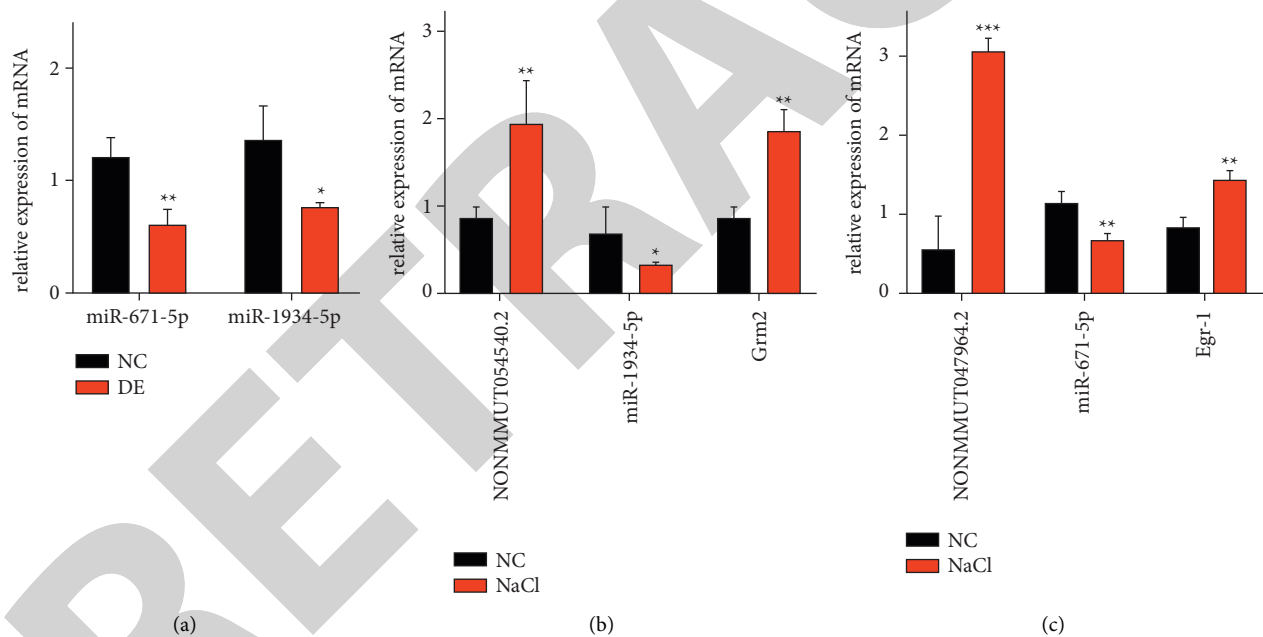 relative expression of mRNA
2
1
0
**
*
miR-671-5p
miR-1934-5p
NC
DE
(a)
relative expression of mRNA
3
2
1
0
**
*
**
NONMMUT054540.2
miR-1934-5p
Grm2
NC
NaCl
(b)
relative expression of mRNA
3
2
1
0
***
**
**
NONMMUT047964.2
miR-671-5p
Egr-1
NC
NaCl
(c)